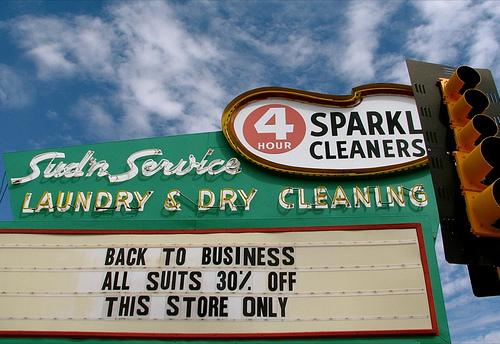 4
HOUR
SPARKL
CLEANERS
Sud'n Service
LAUNDRY & DRY CLEANING
BACK TO BUSINESS
ALL SUITS 30% OFF
THIS STORE ONLY